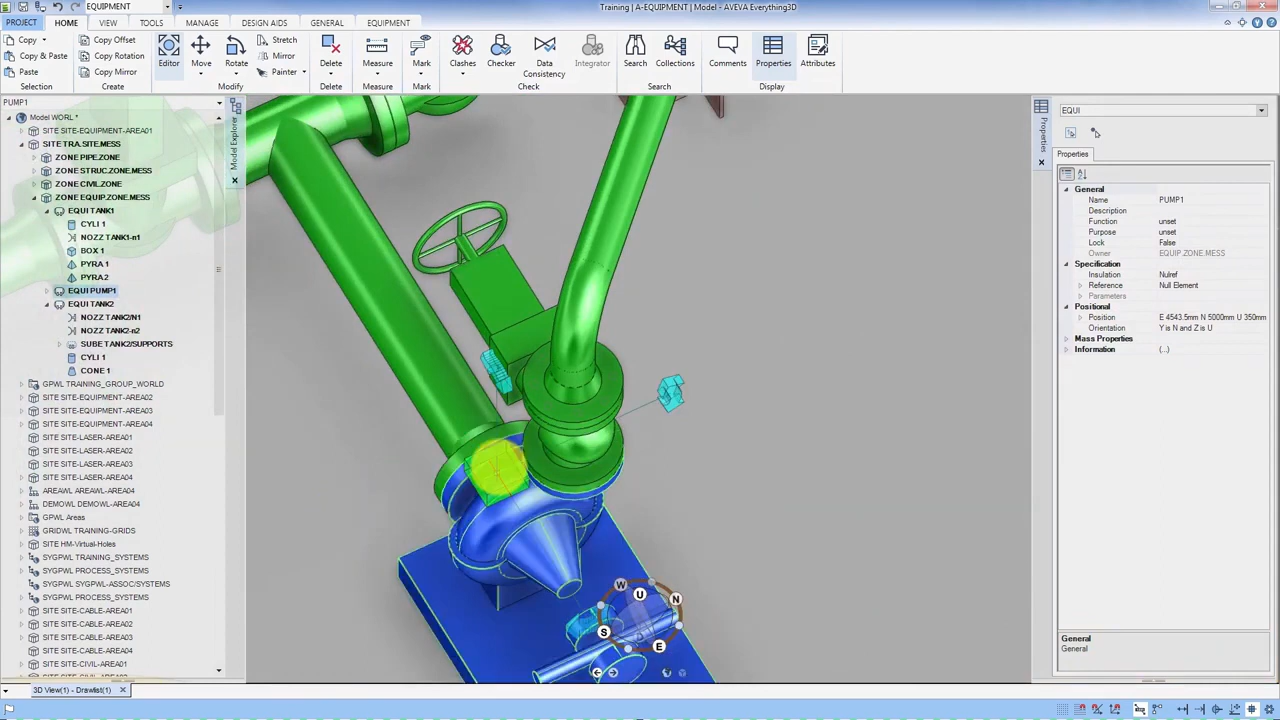 EQUIPMENT
Training | A-EQUIPMENT | Model - AVEVA Everything3D
PROJECT HOME VIEW TOOLS MANAGE DESIGN AIDS GENERAL EQUIPMENT
Copy
Copy & Paste
Paste
Selection
Copy Offset
Copy Rotation
Copy Mirror
Create
Editor
Move
Rotate
Stretch
Mirror
Painter
Modify
Delete
Delete
Measure
Measure
Mark
Mark
Clashes
Checker
Data Consistency
Integrator
Check
Search
Collections
Search
Comments
Properties
Attributes
Display
PUMP1
Model WORL *
SITE SITE-EQUIPMENT-AREA01
SITE TRA.SITE.MESS
ZONE PIPE.ZONE
ZONE STRUC.ZONE.MESS
ZONE CIVIL.ZONE
ZONE EQUIP.ZONE.MESS
EQUI TANK1
CYLI 1
NOZZ TANK1-n1
BOX 1
PYRA 1
PYRA 2
EQUI PUMP1
EQUI TANK2
NOZZ TANK2/N1
NOZZ TANK2-n2
SUBE TANK2/SUPPORTS
CYLI 1
CONE 1
GPWL TRAINING_GROUP_WORLD
SITE SITE-EQUIPMENT-AREA02
SITE SITE-EQUIPMENT-AREA03
SITE SITE-EQUIPMENT-AREA04
SITE SITE-LASER-AREA01
SITE SITE-LASER-AREA02
SITE SITE-LASER-AREA03
SITE SITE-LASER-AREA04
AREAWL AREAWL-AREA04
DEMOWL DEMOWL-AREA04
GPWL Areas
GRIDWL TRAINING-GRIDS
SITE HM-Virtual-Holes
SYGPWL TRAINING_SYSTEMS
SYGPWL PROCESS_SYSTEMS
SYGPWL SYGPWL-ASSOC/SYSTEMS
SYGPWL PROCESS_SYSTEMS
SITE SITE-CABLE-AREA01
SITE SITE-CABLE-AREA02
SITE SITE-CABLE-AREA03
SITE SITE-CABLE-AREA04
SITE SITE-CIVIL-AREA01
Model Explorer
W
U
N
S
E
3D View(1) - Drawlist(1)
Properties
EQUI
Properties
General
Name PUMP1
Description
Function unset
Purpose unset
Lock False
Owner EQUIP.ZONE.MESS
Specification
Insulation Nulref
Reference Null Element
Parameters
Positional
Position E 4543.5mm N 5000mm U 350mm
Orientation Y is N and Z is U
Mass Properties
Information (...)
General
General